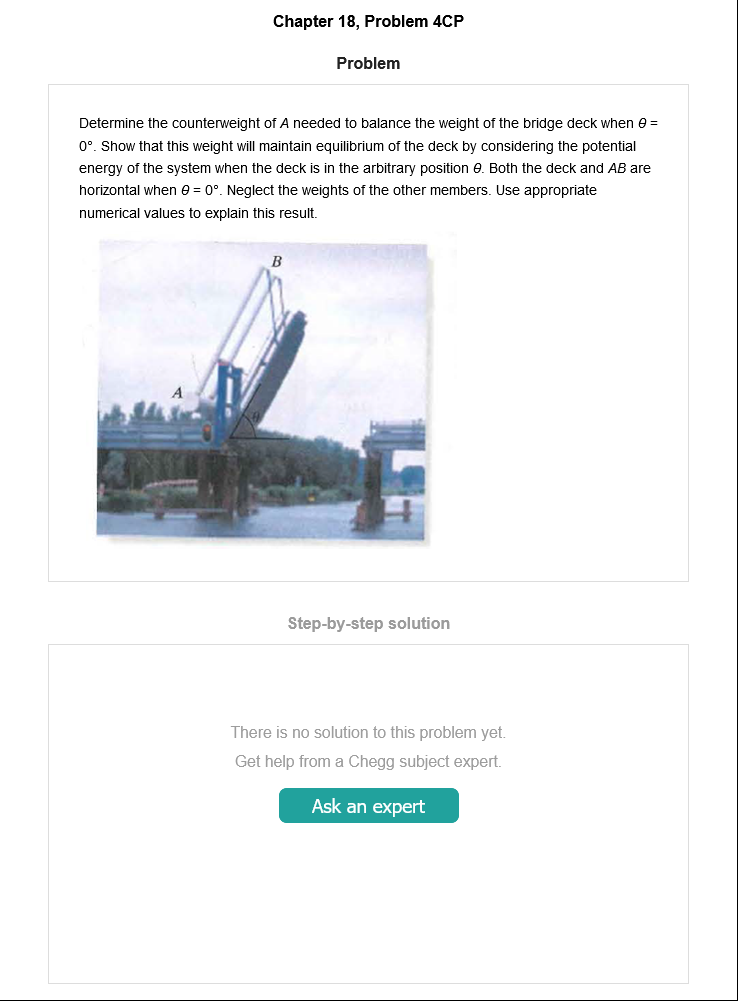 Chapter 18, Problem 4CP
Problem
Determine the counterweight of A needed to balance the weight of the bridge deck when θ =
0°. Show that this weight will maintain equilibrium of the deck by considering the potential
energy of the system when the deck is in the arbitrary position θ. Both the deck and AB are
horizontal when θ = 0°. Neglect the weights of the other members. Use appropriate
numerical values to explain this result.
B
A
θ
Step-by-step solution
There is no solution to this problem yet.
Get help from a Chegg subject expert.
Ask an expert